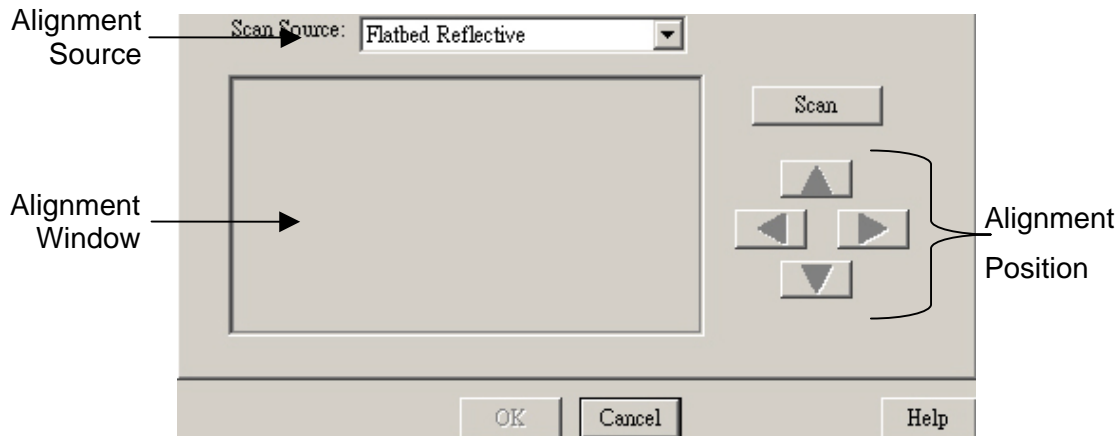 Alignment
Source
Scan Source: Flatbed Reflective
Scan
Alignment
Window
Alignment
Position
OK Cancel Help